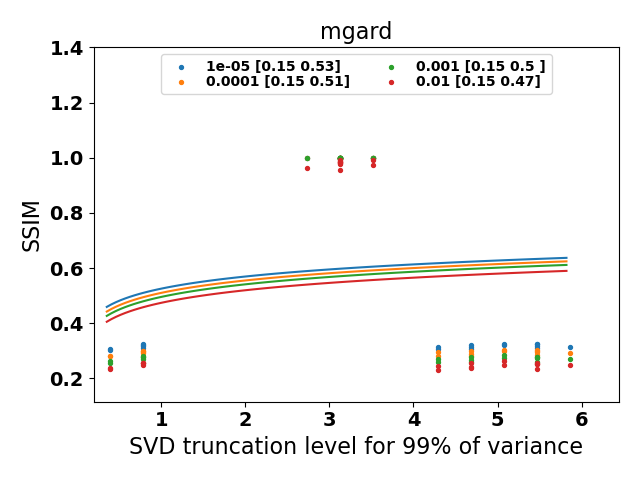 mgard
1e-05 [0.15 0.53]
0.0001 [0.15 0.51]
0.001 [0.15 0.5 ]
0.01 [0.15 0.47]
SSIM
1.4
1.2
1.0
0.8
0.6
0.4
0.2
1 2 3 4 5 6
SVD truncation level for 99% of variance